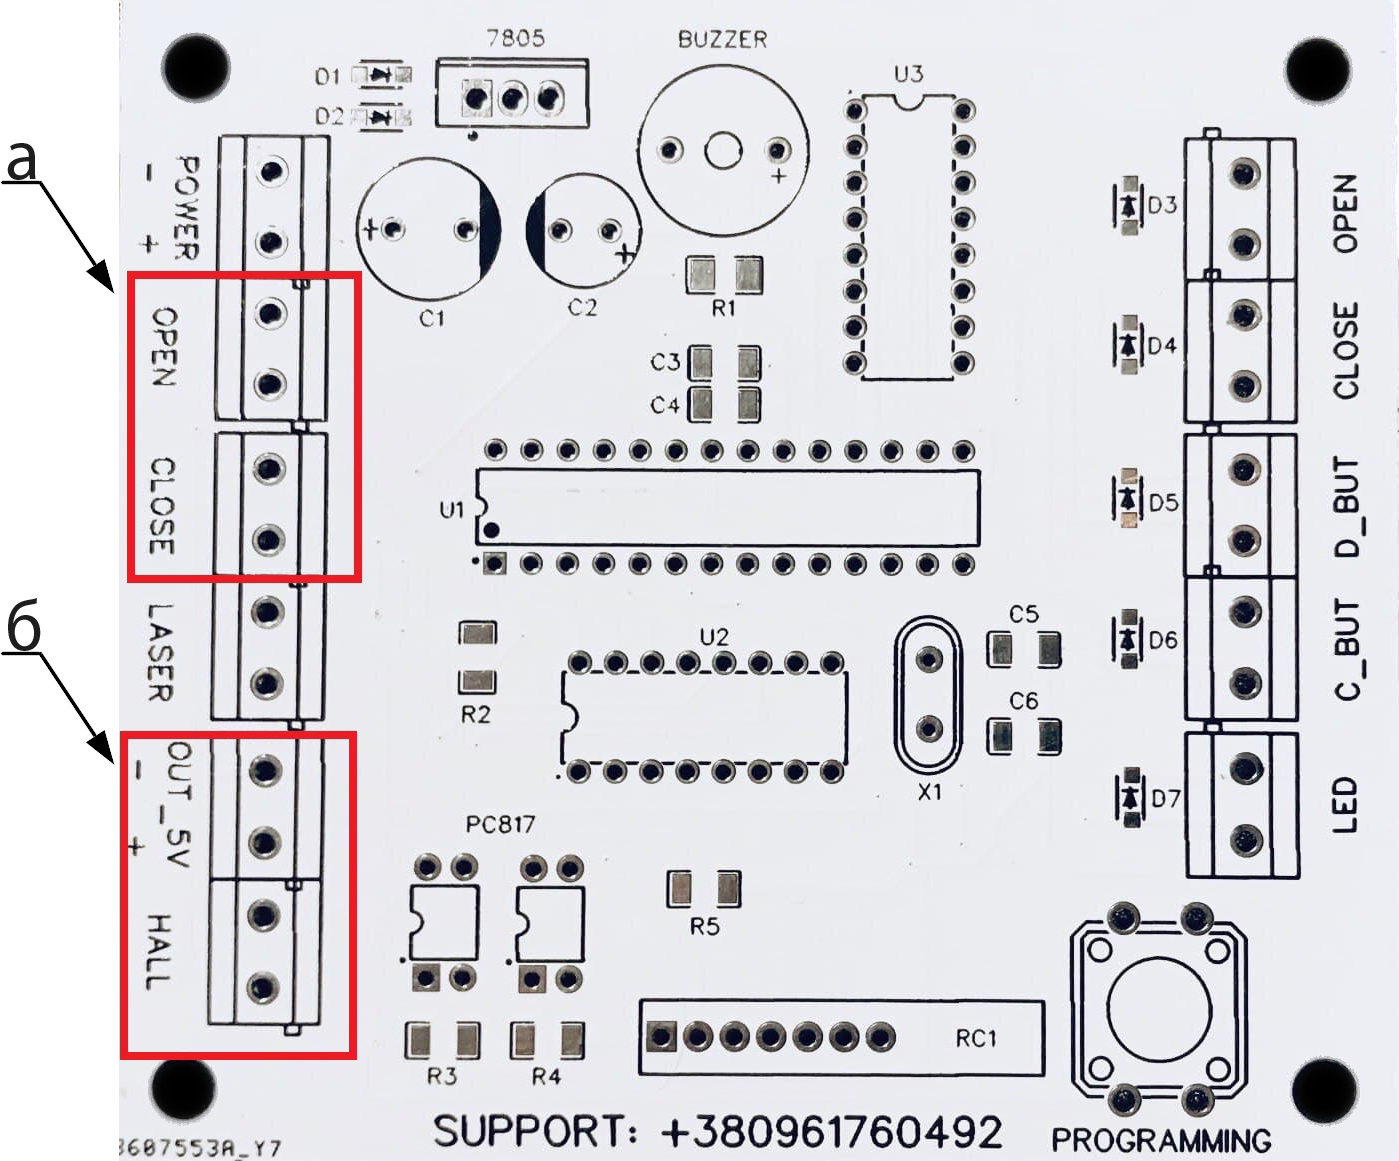 7805
BUZZER
U3
D1
D2
а
б
POWER
- +
OPEN
CLOSE
LASER
OUT_5V
- +
HALL
+
C1
+
C2
+
R1
C3
C4
U1
U2
R2
X1
C5
C6
PC817
R3
R4
R5
RC1
D3
D4
D5
D6
D7
OPEN
CLOSE
D_BUT
C_BUT
LED
PROGRAMMING
SUPPORT: +380961760492
3607553A_Y7